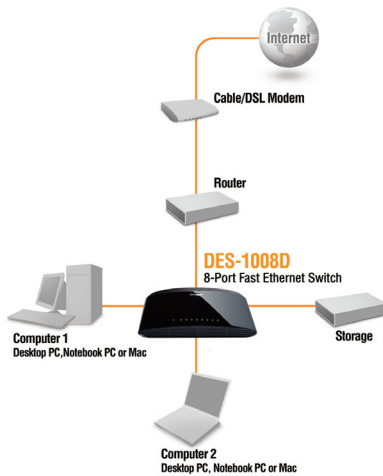 Internet
Cable/DSL Modem
Router
DES-1008D
8-Port Fast Ethernet Switch
Computer 1
Desktop PC,Notebook PC or Mac
Storage
Computer 2
Desktop PC, Notebook PC or Mac